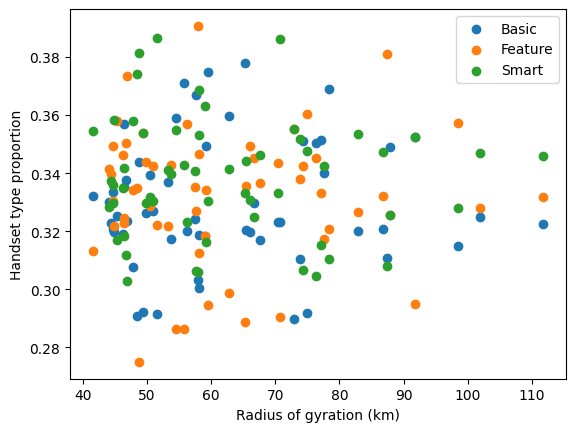 Basic
Feature
Smart
0.38
0.36
0.34
0.32
0.30
0.28
Handset type proportion
40 50 60 70 80 90 100 110
Radius of gyration (km)